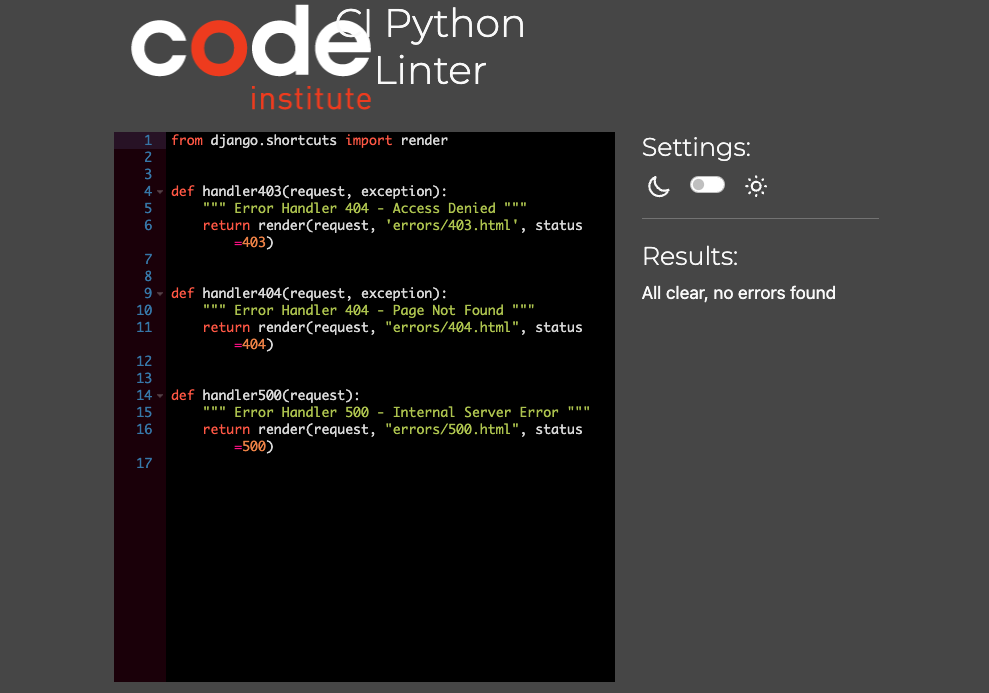 code
institute
CI Python
Linter
1 from django.shortcuts import render
2
3
4 def handler403(request, exception):
5     """ Error Handler 404 - Access Denied """
6     return render(request, 'errors/403.html', status
=403)
7
8
9 def handler404(request, exception):
10     """ Error Handler 404 - Page Not Found """
11     return render(request, "errors/404.html", status
=404)
12
13
14 def handler500(request):
15     """ Error Handler 500 - Internal Server Error """
16     return render(request, "errors/500.html", status
=500)
17
Settings:
Results:
All clear, no errors found